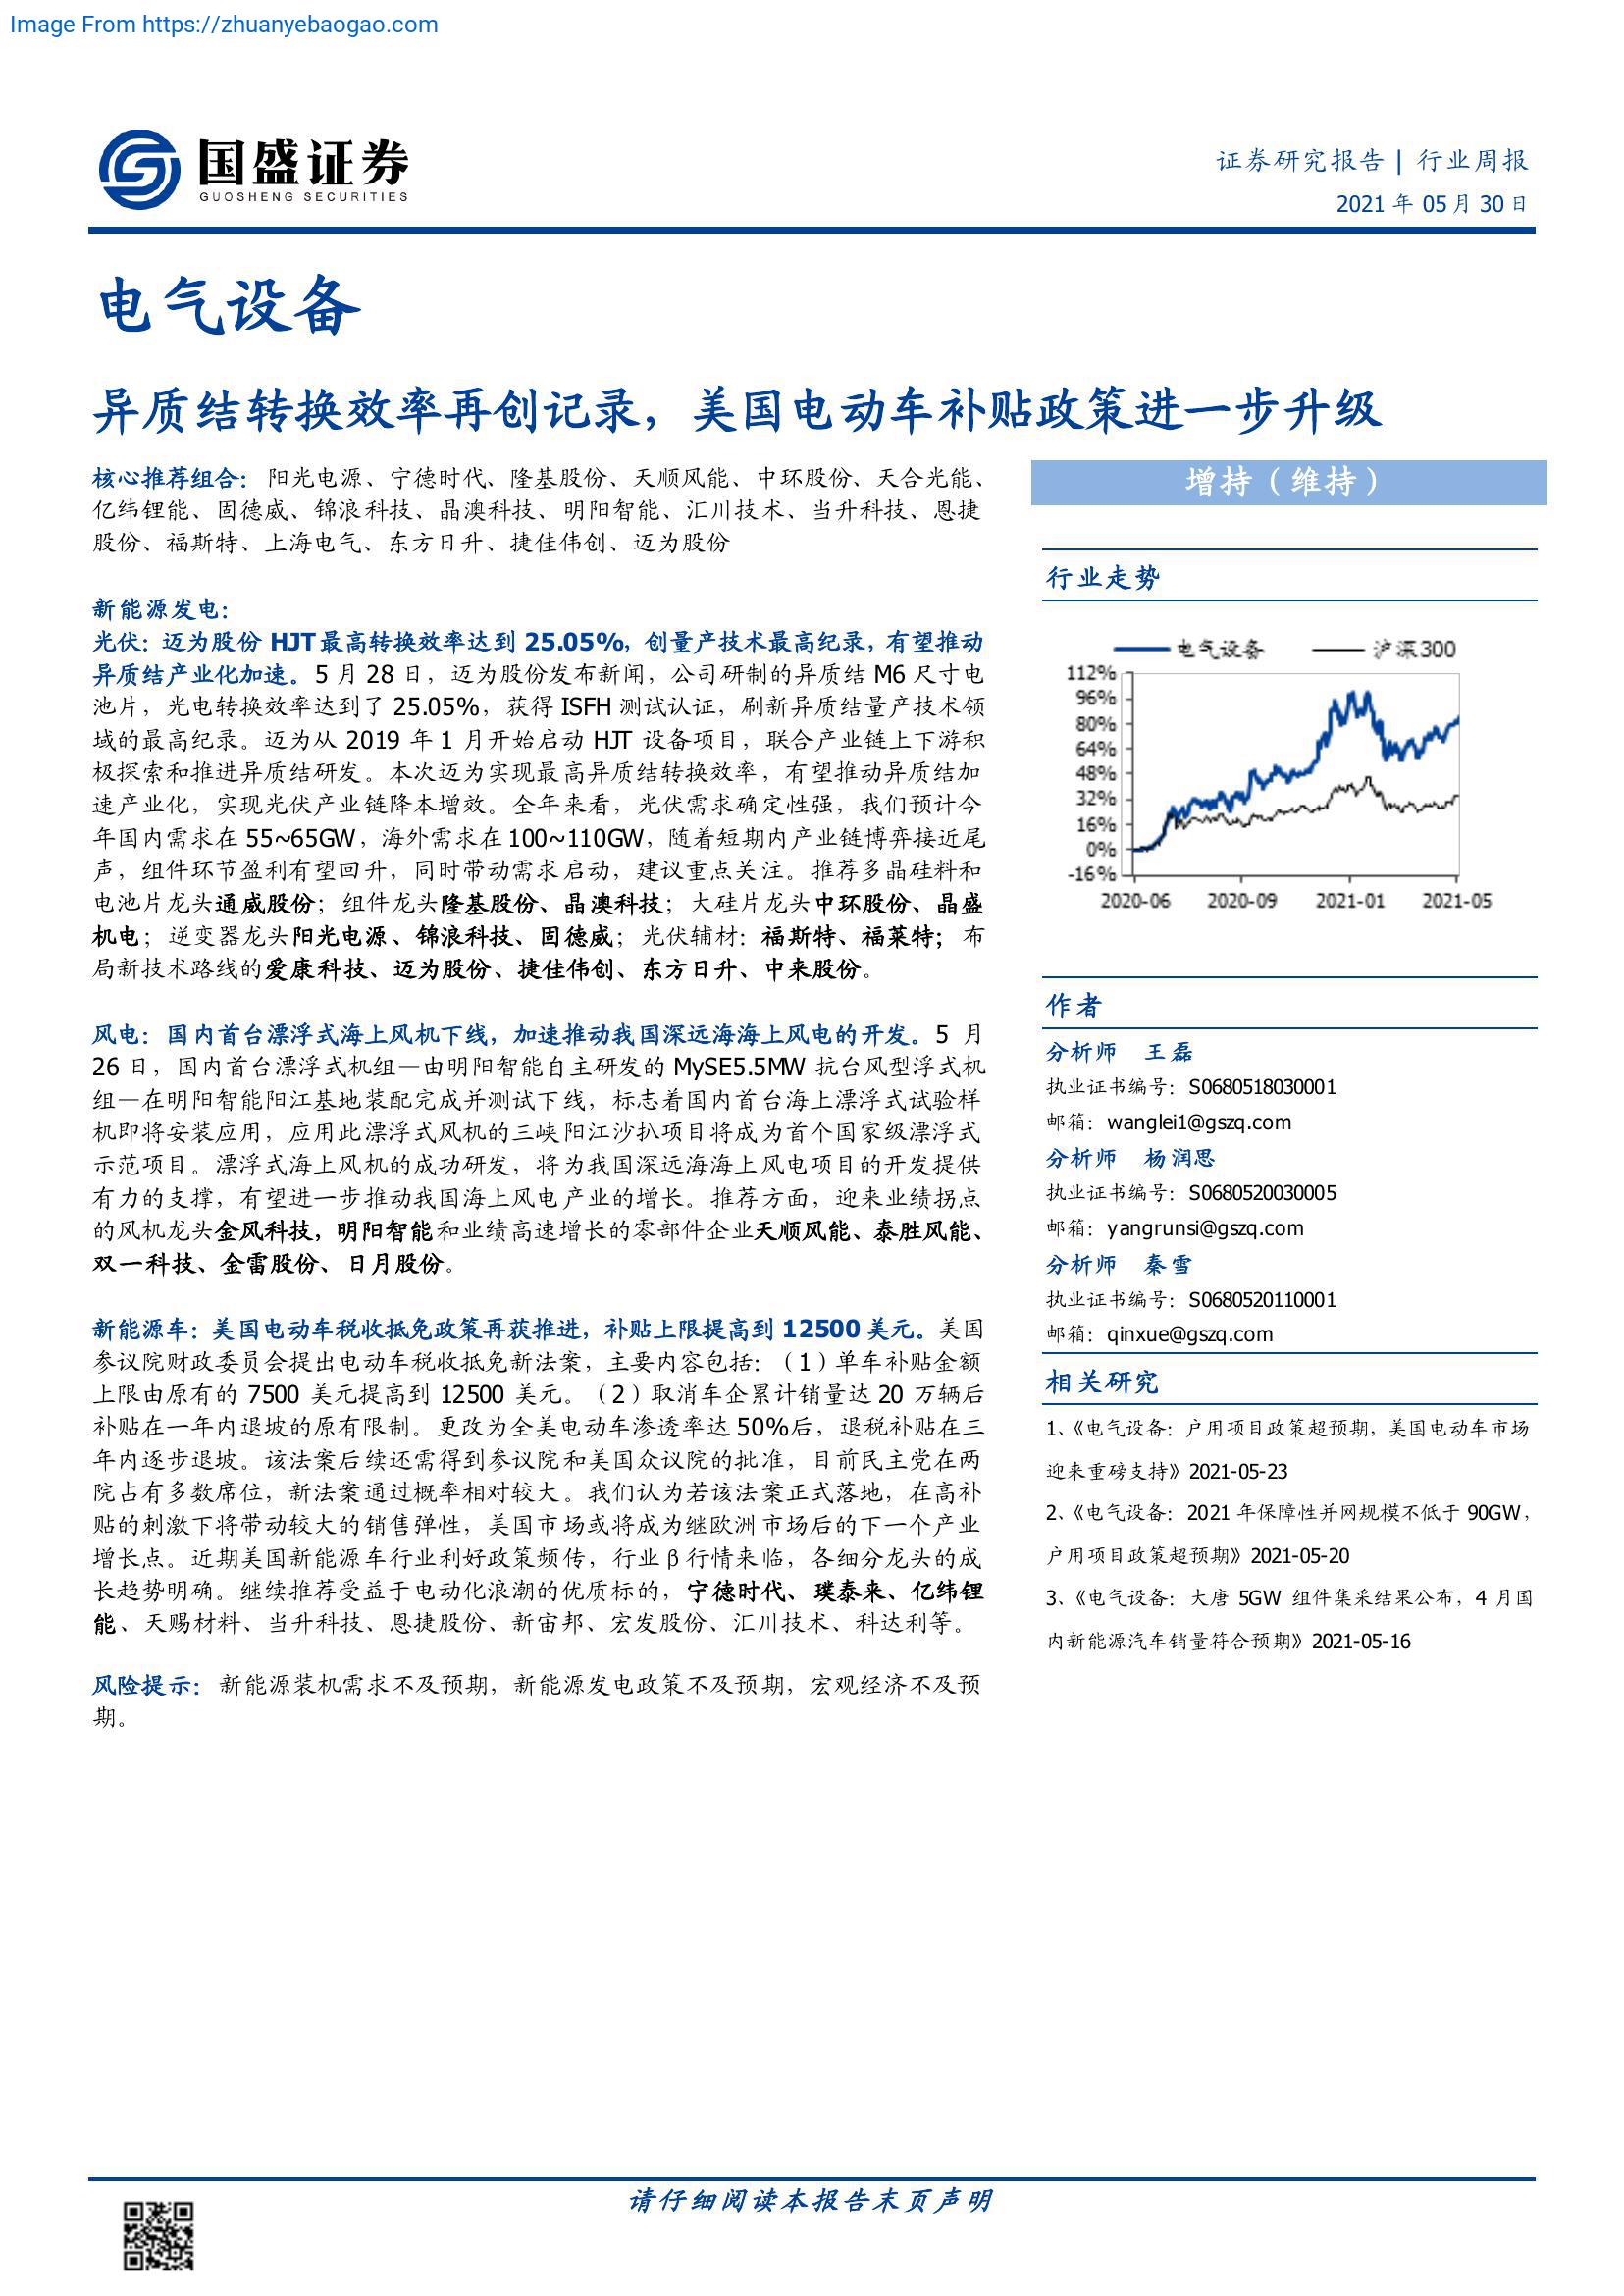 Image From https://zhuanyebaogao.com
国盛证券
GUOSHENG SECURITIES
证券研究报告 | 行业周报
2021 年 05 月 30 日
电气设备
异质结转换效率再创记录，美国电动车补贴政策进一步升级
核心推荐组合：阳光电源、宁德时代、隆基股份、天顺风能、中环股份、天合光能、
亿纬锂能、固德威、锦浪科技、晶澳科技、明阳智能、汇川技术、当升科技、恩捷
股份、福斯特、上海电气、东方日升、捷佳伟创、迈为股份
新能源发电：
光伏：迈为股份 HJT 最高转换效率达到 25.05%，创量产技术最高纪录，有望推动
异质结产业化加速。5 月 28 日，迈为股份发布新闻，公司研制的异质结 M6 尺寸电
池片，光电转换效率达到了 25.05%，获得 ISFH 测试认证，刷新异质结量产技术领
域的最高纪录。迈为从 2019 年 1 月开始启动 HJT 设备项目，联合产业链上下游积
极探索和推进异质结研发。本次迈为实现最高异质结转换效率，有望推动异质结加
速产业化，实现光伏产业链降本增效。全年来看，光伏需求确定性强，我们预计今
年国内需求在 55~65GW，海外需求在 100~110GW，随着短期内产业链博弈接近尾
声，组件环节盈利有望回升，同时带动需求启动，建议重点关注。推荐多晶硅料和
电池片龙头通威股份；组件龙头隆基股份、晶澳科技；大硅片龙头中环股份、晶盛
机电；逆变器龙头阳光电源、锦浪科技、固德威；光伏辅材：福斯特、福莱特；布
局新技术路线的爱康科技、迈为股份、捷佳伟创、东方日升、中来股份。
风电：国内首台漂浮式海上风机下线，加速推动我国深远海海上风电的开发。5 月
26 日，国内首台漂浮式机组—由明阳智能自主研发的 MySE5.5MW 抗台风型浮式机
组—在明阳智能阳江基地装配完成并测试下线，标志着国内首台海上漂浮式试验样
机即将安装应用，应用此漂浮式风机的三峡阳江沙扒项目将成为首个国家级漂浮式
示范项目。漂浮式海上风机的成功研发，将为我国深远海海上风电项目的开发提供
有力的支撑，有望进一步推动我国海上风电产业的增长。推荐方面，迎来业绩拐点
的风机龙头金风科技，明阳智能和业绩高速增长的零部件企业天顺风能、泰胜风能、
双一科技、金雷股份、日月股份。
新能源车：美国电动车税收抵免政策再获推进，补贴上限提高到 12500 美元。美国
参议院财政委员会提出电动车税收抵免新法案，主要内容包括：（1）单车补贴金额
上限由原有的 7500 美元提高到 12500 美元。（2）取消车企累计销量达 20 万辆后
补贴在一年内退坡的原有限制。更改为全美电动车渗透率达 50%后，退税补贴在三
年内逐步退坡。该法案后续还需得到参议院和美国众议院的批准，目前民主党在两
院占有多数席位，新法案通过概率相对较大。我们认为若该法案正式落地，在高补
贴的刺激下将带动较大的销售弹性，美国市场或将成为继欧洲市场后的下一个产业
增长点。近期美国新能源车行业利好政策频传，行业 β 行情来临，各细分龙头的成
长趋势明确。继续推荐受益于电动化浪潮的优质标的，宁德时代、璞泰来、亿纬锂
能、天赐材料、当升科技、恩捷股份、新宙邦、宏发股份、汇川技术、科达利等。
风险提示：新能源装机需求不及预期，新能源发电政策不及预期，宏观经济不及预
期。
增持（维持）
行业走势
电气设备 沪深300
112%
96%
80%
64%
48%
32%
16%
0%
-16%
2020-06 2020-09 2021-01 2021-05
作者
分析师 王磊
执业证书编号：S0680518030001
邮箱：wanglei1@gszq.com
分析师 杨润思
执业证书编号：S0680520030005
邮箱：yangrunsi@gszq.com
分析师 秦雪
执业证书编号：S0680520110001
邮箱：qinxue@gszq.com
相关研究
1、《电气设备：户用项目政策超预期，美国电动车市场
迎来重磅支持》2021-05-23
2、《电气设备：2021 年保障性并网规模不低于 90GW，
户用项目政策超预期》2021-05-20
3、《电气设备：大唐 5GW 组件集采结果公布，4 月国
内新能源汽车销量符合预期》2021-05-16
请仔细阅读本报告末页声明